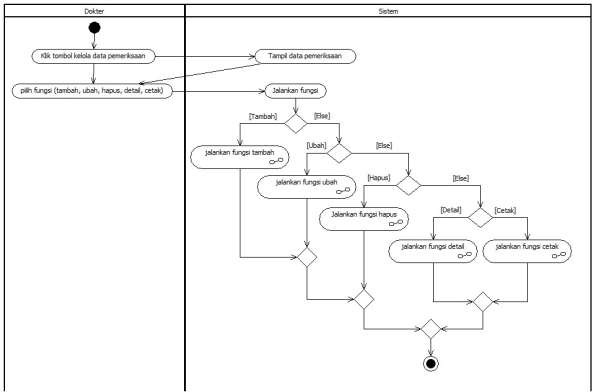 Dokter
Sistem
Klik tombol kelola data pemeriksaan
Tampil data pemeriksaan
pilih fungsi (tambah, ubah, hapus, detail, cetak)
Jalankan fungsi
[Tambah]
[Else]
jalankan fungsi tambah
[Ubah]
[Else]
jalankan fungsi ubah
[Hapus]
[Else]
Jalankan fungsi hapus
[Detail]
[Cetak]
jalankan fungsi detail
jalankan fungsi cetak